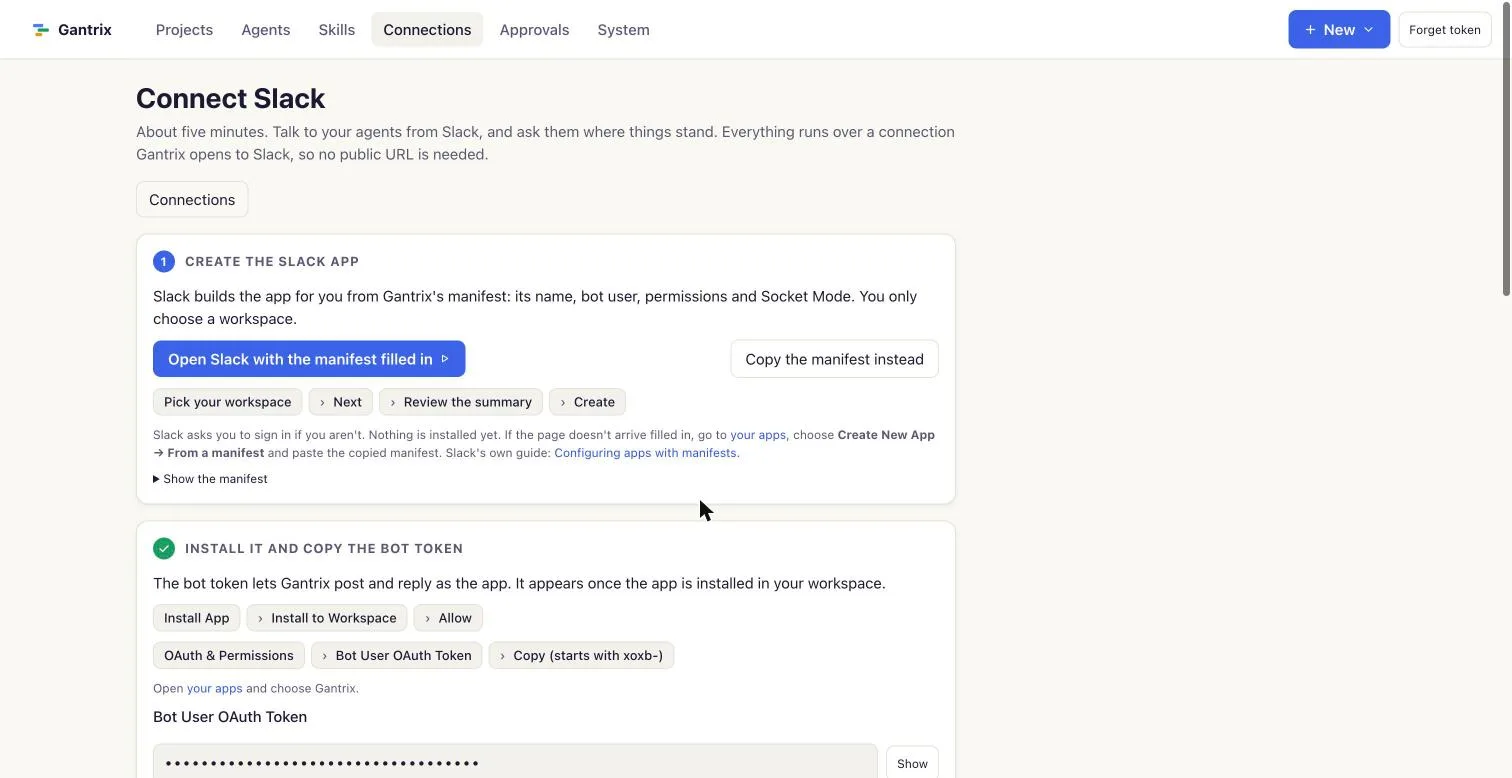 Gantrix
Projects
Agents
Skills
Connections
Approvals
System
+ New
Forget token
Connect Slack
About five minutes. Talk to your agents from Slack, and ask them where things stand. Everything runs over a connection
Gantrix opens to Slack, so no public URL is needed.
Connections
1 CREATE THE SLACK APP
Slack builds the app for you from Gantrix's manifest: its name, bot user, permissions and Socket Mode. You only
choose a workspace.
Open Slack with the manifest filled in
Copy the manifest instead
Pick your workspace › Next › Review the summary › Create
Slack asks you to sign in if you aren't. Nothing is installed yet. If the page doesn't arrive filled in, go to your apps, choose Create New App
→ From a manifest and paste the copied manifest. Slack's own guide: Configuring apps with manifests.
Show the manifest
INSTALL IT AND COPY THE BOT TOKEN
The bot token lets Gantrix post and reply as the app. It appears once the app is installed in your workspace.
Install App › Install to Workspace › Allow
OAuth & Permissions › Bot User OAuth Token › Copy (starts with xoxb-)
Open your apps and choose Gantrix.
Bot User OAuth Token
•••••••••••••••••••••••••••••••••••
Show